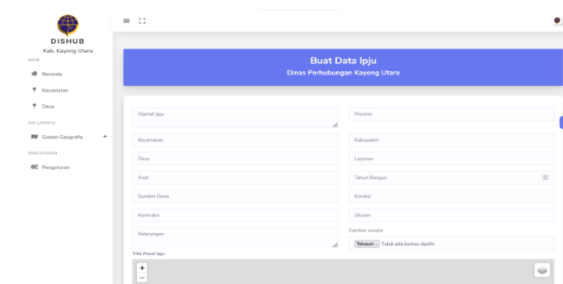 DISHUB
Kab. Kayong Utara
Beranda
Kecamatan
Desa
Sistem Geografis
Pengaturan
Buat Data Ipju
Dinas Perhubungan Kayong Utara
Alamat Ipju
Provinsi
Kecamatan
Kabupaten
Desa
Layanan
Aset
Tahun Bangun
Sumber Dana
Kondisi
Kontruksi
Ukuran
Keterangan
Gambar semula
Telusuri... Tidak ada berkas dipilih.
Titik Posisi Ipju
+
−